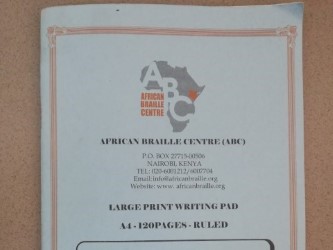 ABC
AFRICAN
BRAILLE
CENTRE
AFRICAN BRAILLE CENTRE (ABC)
P.O. BOX 27715-00506
NAIROBI, KENYA
TEL: 020-6001212/6007704
Email:Info@africanbraille.org
Website: www. africanbraille.org
LARGE PRINT WRITING PAD
A4 - 120PAGES - RULED